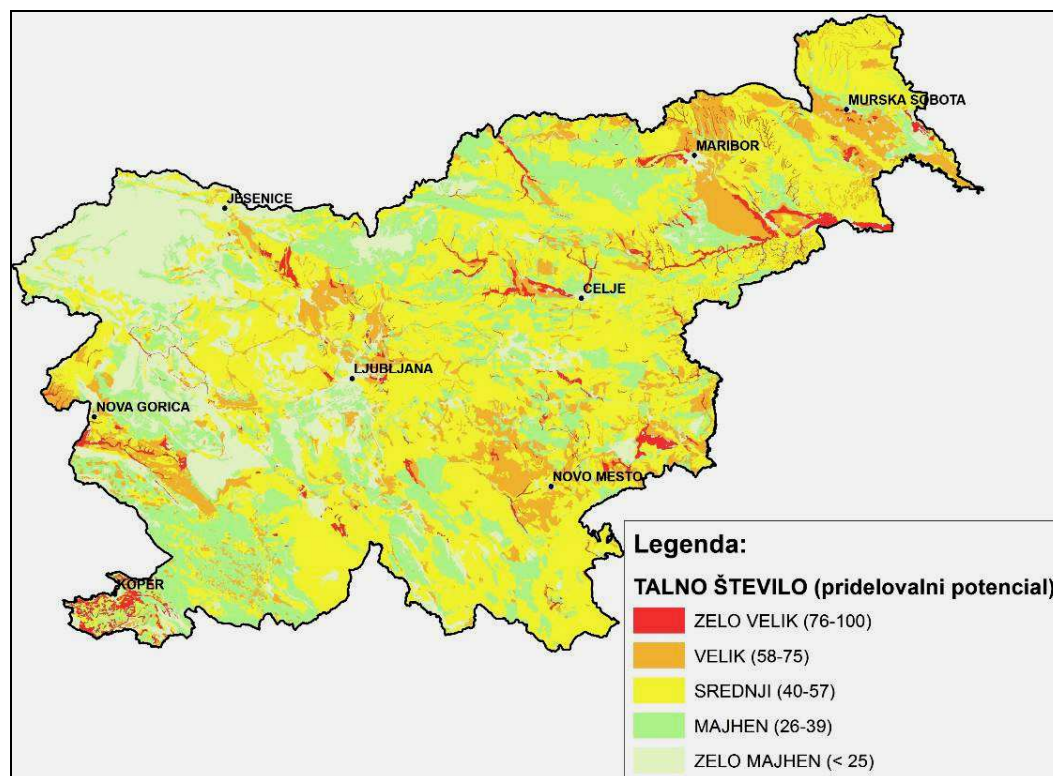 MURSKA SOBOTA
MARIBOR
JESENICE
CELJE
LJUBLJANA
NOVA GORICA
NOVO MESTO
KOPER
Legenda:
TALNO ŠTEVILO (pridelovalni potencial)
ZELO VELIK (76-100)
VELIK (58-75)
SREDNJI (40-57)
MAJHEN (26-39)
ZELO MAJHEN (< 25)